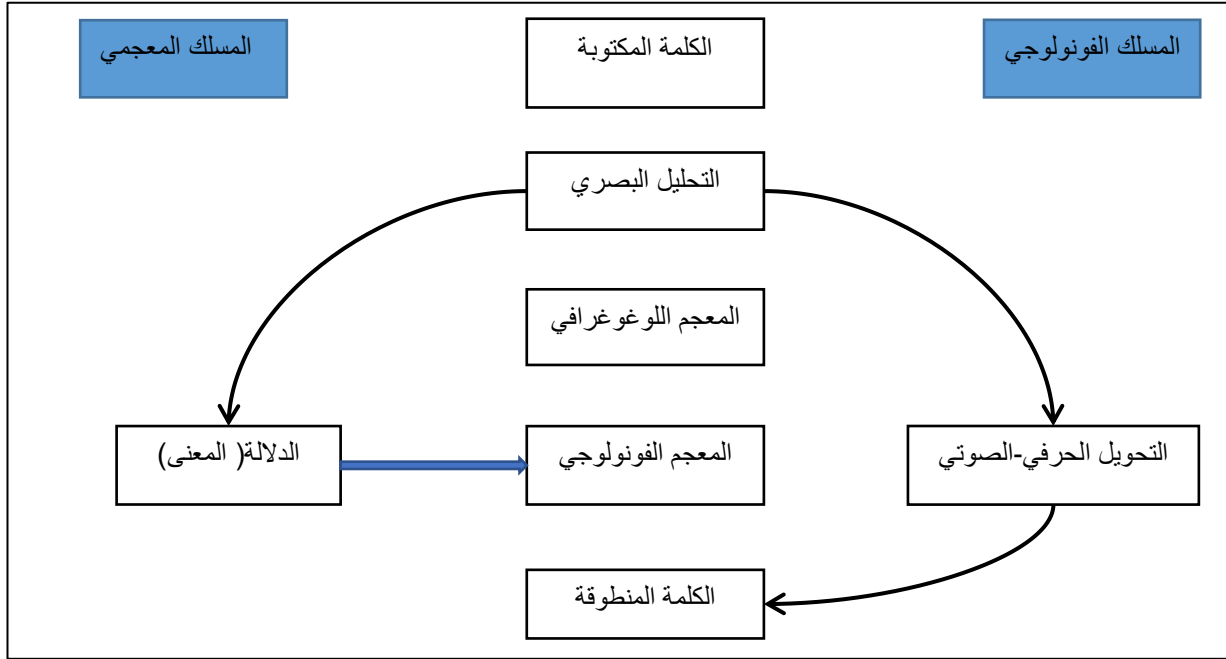 المسلك الفونولوجي
الكلمة المكتوبة
المسلك المعجمي
التحليل البصري
المعجم اللوغوغرافي
التحويل الحرفي-الصوتي
المعجم الفونولوجي
الدلالة( المعنى)
الكلمة المنطوقة